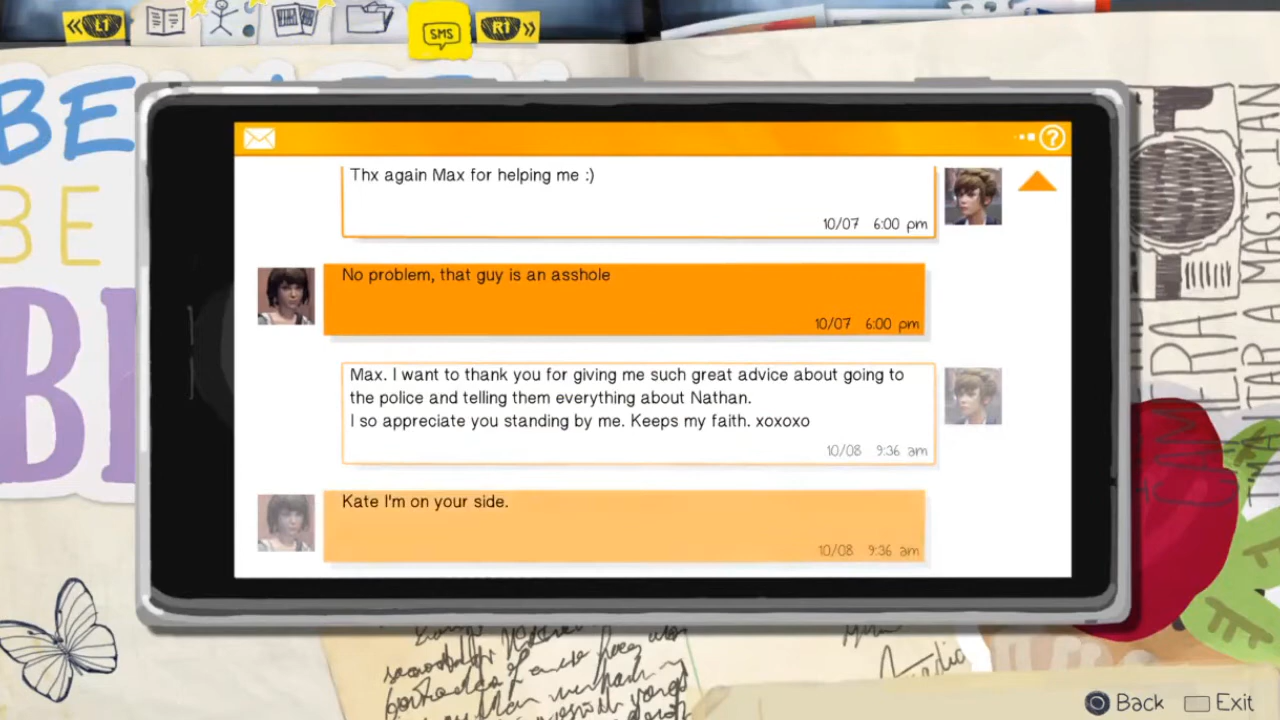 L1
SMS
R1
BE
BE
Thx again Max for helping me :)
10/07 6:00 pm
No problem, that guy is an asshole
10/07 6:00 pm
Max. I want to thank you for giving me such great advice about going to
the police and telling them everything about Nathan.
I so appreciate you standing by me. Keeps my faith. xoxoxo
10/08 9:36 am
Kate I'm on your side.
10/08 9:36 am
?
Back
Exit